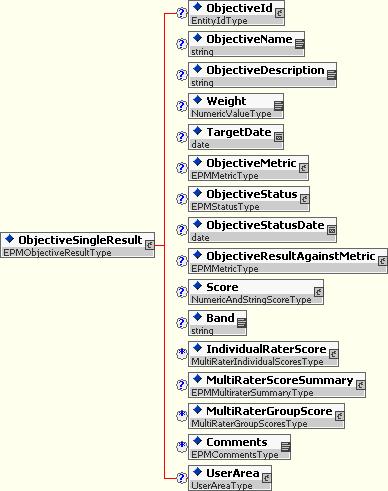 ObjectiveId
EntityIdType
ObjectiveName
string
ObjectiveDescription
string
Weight
NumericValueType
TargetDate
date
ObjectiveMetric
EPMMetricType
ObjectiveStatus
EPMStatusType
ObjectiveStatusDate
date
ObjectiveSingleResult
EPMObjectiveResultType
ObjectiveResultAgainstMetric
EPMMetricType
Score
NumericAndStringScoreType
Band
string
IndividualRaterScore
MultiRaterIndividualScoresType
MultiRaterScoreSummary
EPMMultiraterSummaryType
MultiRaterGroupScore
MultiRaterGroupScoresType
Comments
EPMCommentsType
UserArea
UserAreaType